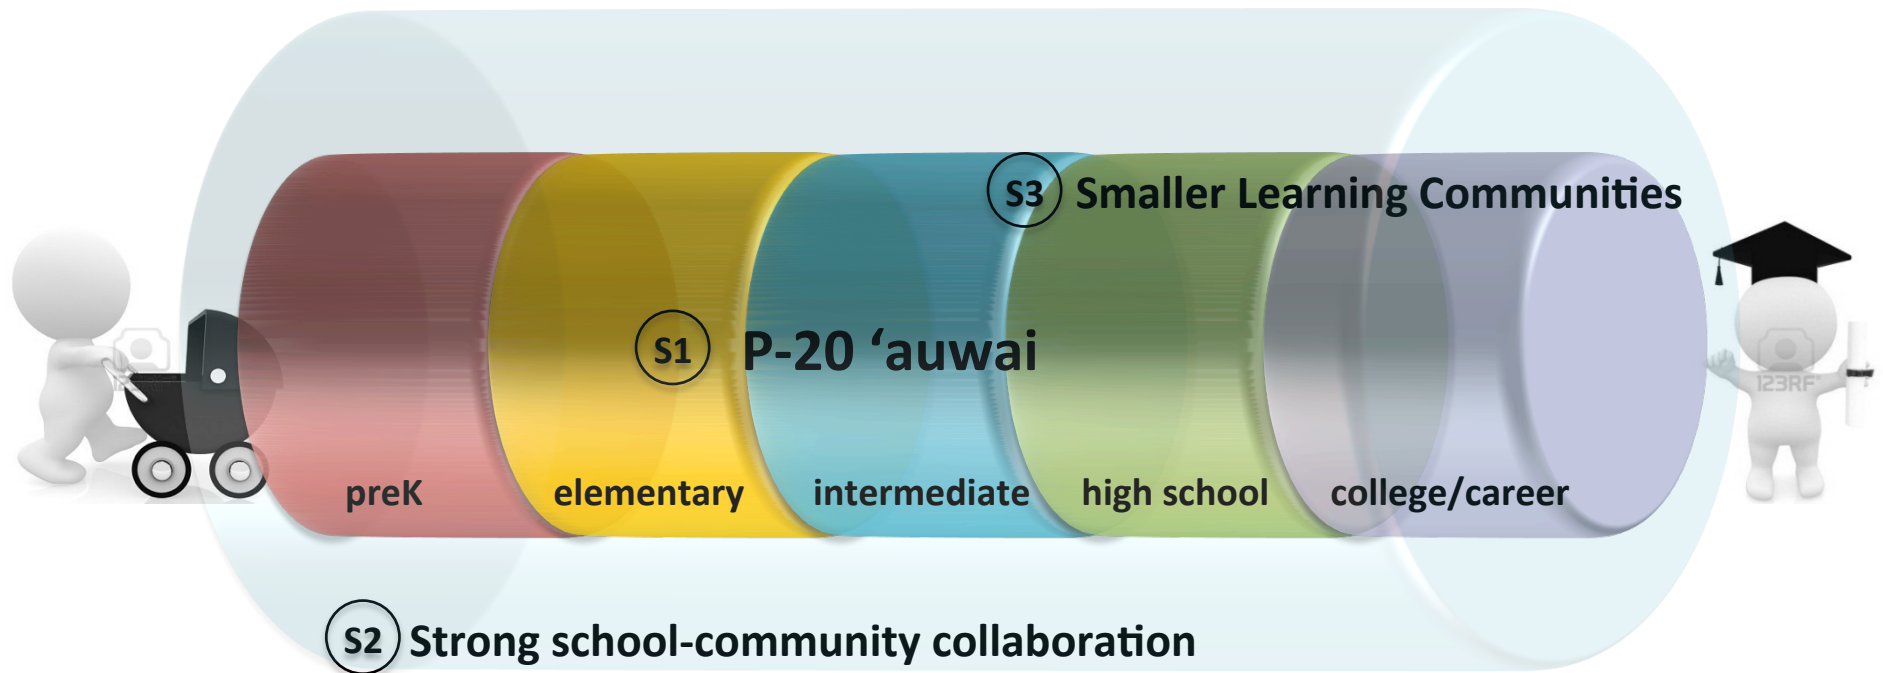 S3 Smaller Learning Communities
S1 P-20 ‘auwai
123RF
preK elementary intermediate high school college/career
S2 Strong school-community collaboration